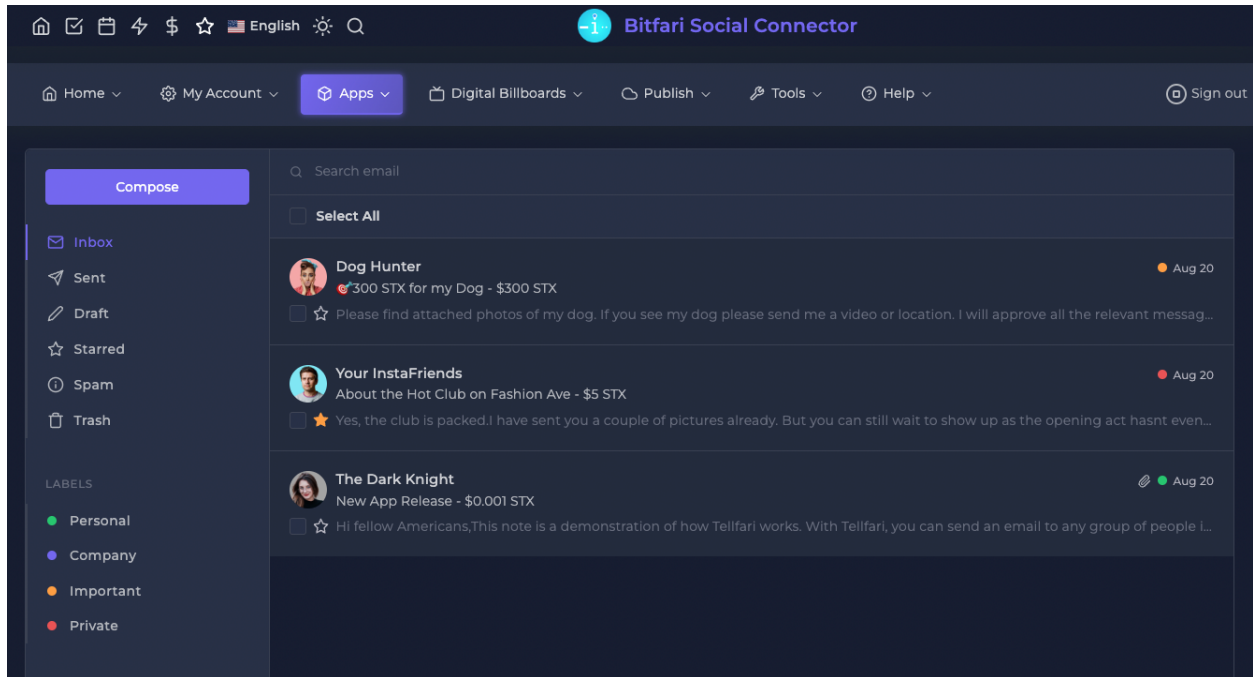 English
Bitfari Social Connector
Home
My Account
Apps
Digital Billboards
Publish
Tools
Help
Sign out
Compose
Inbox
Sent
Draft
Starred
Spam
Trash
LABELS
Personal
Company
Important
Private
Search email
Select All
Dog Hunter
Aug 20
🎯300 STX for my Dog - $300 STX
Please find attached photos of my dog. If you see my dog please send me a video or location. I will approve all the relevant messag...
Your InstaFriends
Aug 20
About the Hot Club on Fashion Ave - $5 STX
Yes, the club is packed.I have sent you a couple of pictures already. But you can still wait to show up as the opening act hasnt even...
The Dark Knight
Aug 20
New App Release - $0.001 STX
Hi fellow Americans,This note is a demonstration of how Tellfari works. With Tellfari, you can send an email to any group of people i...